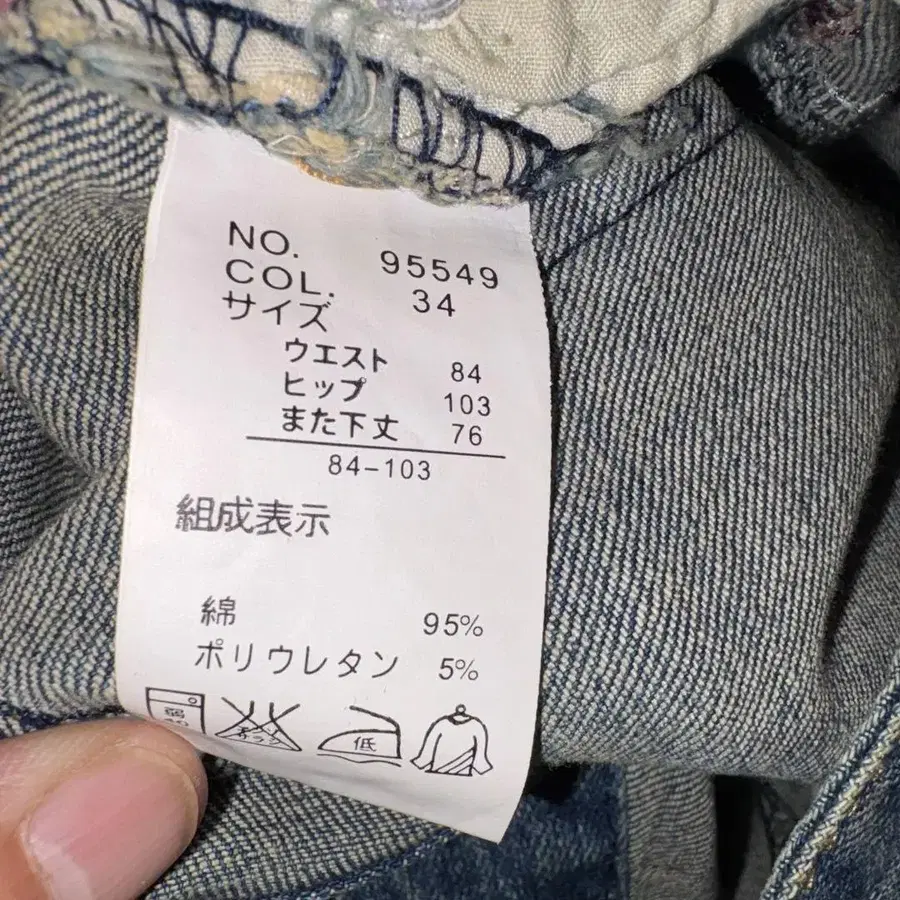 NO. 95549
COL. 34
サイズ
ウエスト 84
ヒップ 103
また下丈 76
84-103
組成表示
綿 95%
ポリウレタン 5%
弱
低